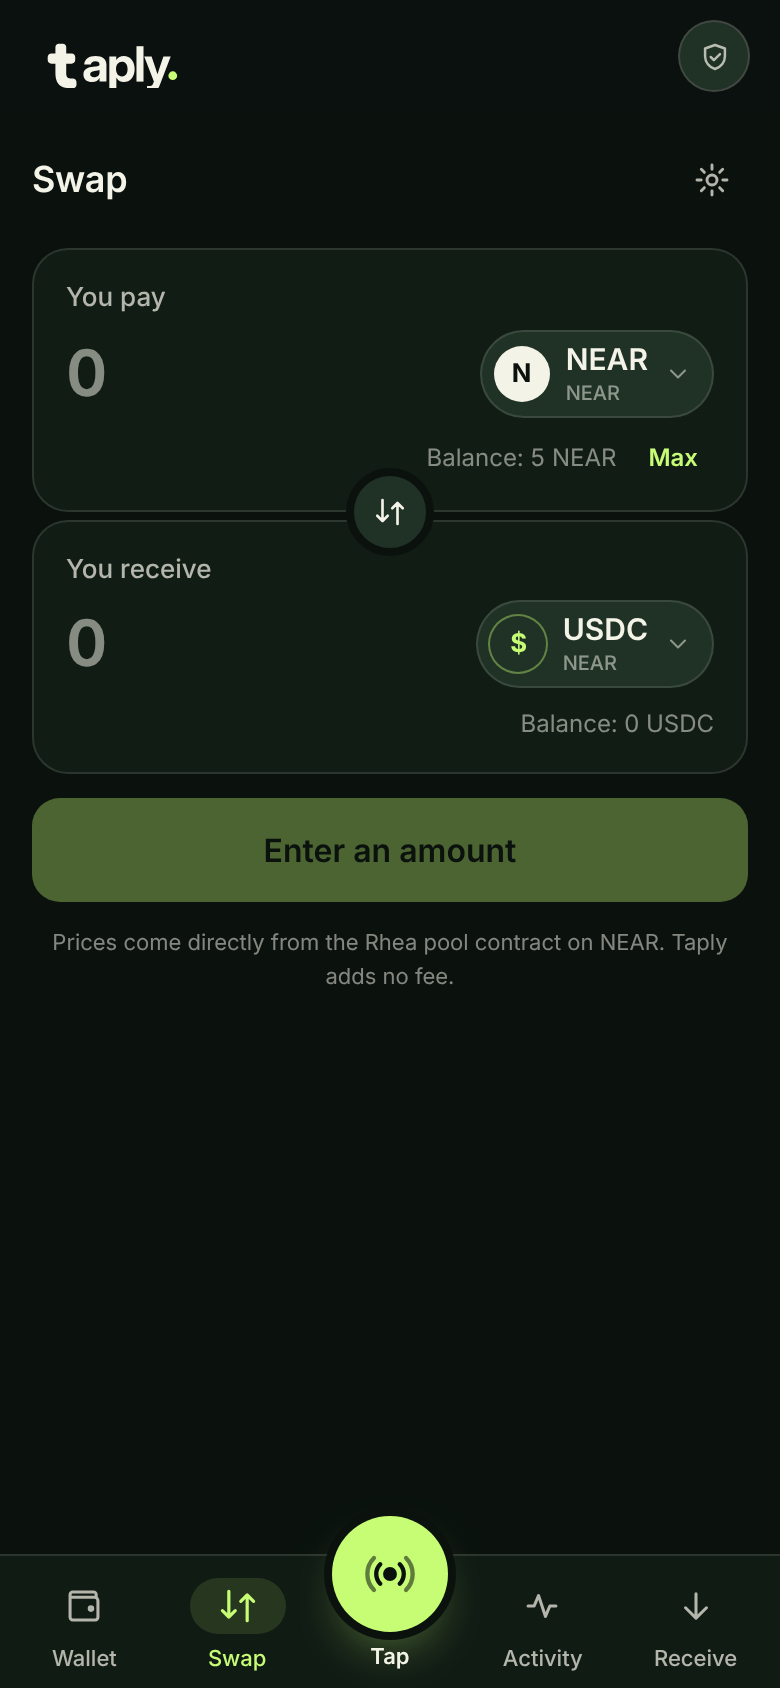 taply.
Swap
You pay
0
N
NEAR
NEAR
Balance: 5 NEAR
Max
You receive
0
$
USDC
NEAR
Balance: 0 USDC
Enter an amount
Prices come directly from the Rhea pool contract on NEAR. Taply
adds no fee.
Wallet
Swap
Tap
Activity
Receive